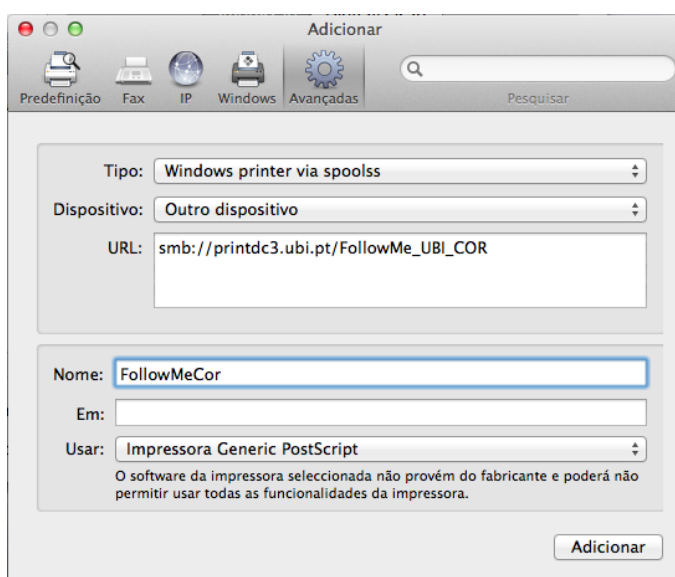 Adicionar
Predefinição Fax IP Windows Avançadas Pesquisar
Tipo: Windows printer via spoolss
Dispositivo: Outro dispositivo
URL: smb://printdc3.ubi.pt/FollowMe_UBI_COR
Nome: FollowMeCor
Em:
Usar: Impressora Generic PostScript
O software da impressora seleccionada não provém do fabricante e poderá não
permitir usar todas as funcionalidades da impressora.
Adicionar